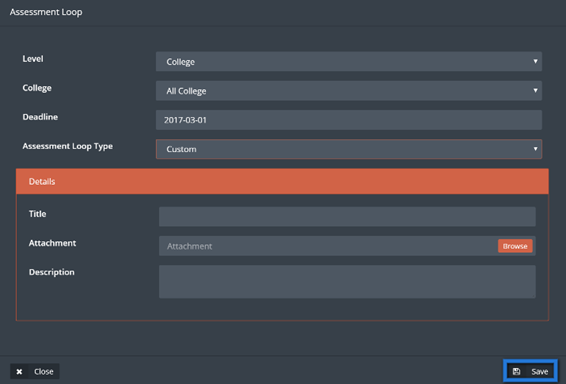 Assessment Loop
Level
College
College
All College
Deadline
2017-03-01
Assessment Loop Type
Custom
Details
Title
Attachment
Attachment
Browse
Description
Close
Save